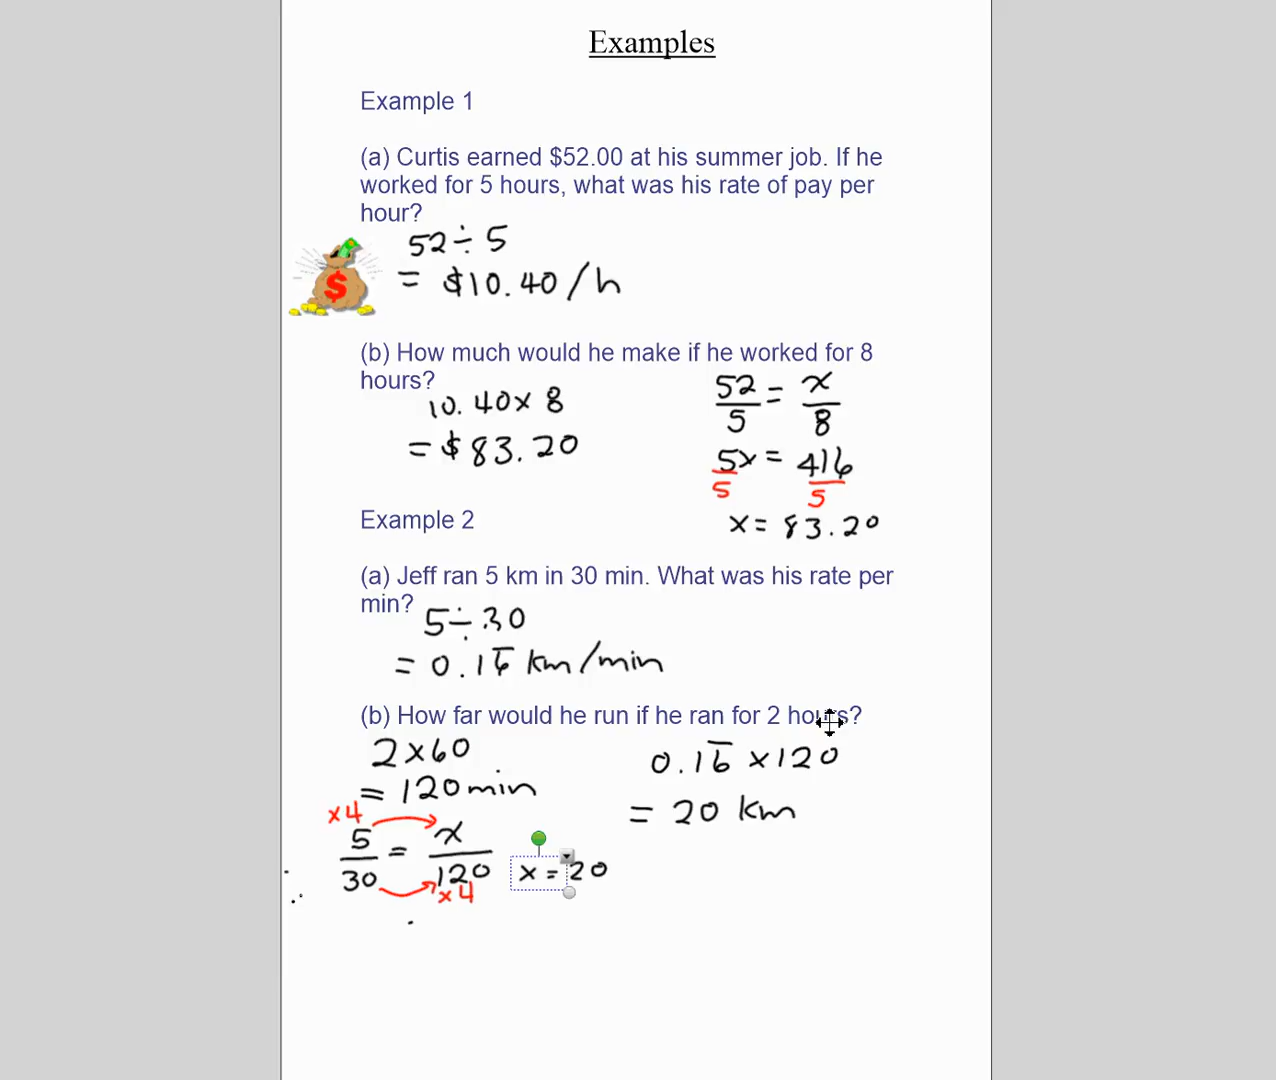 Examples
Example 1
(a) Curtis earned $52.00 at his summer job. If he
worked for 5 hours, what was his rate of pay per
hour?
52 ÷ 5
= $10.40/h
$
(b) How much would he make if he worked for 8
hours?
10.40 x 8
= $83.20
52/5 = x/8
5x/5 = 416/5
x = 83.20
Example 2
(a) Jeff ran 5 km in 30 min. What was his rate per
min?
5 ÷ 30
= 0.16̅ km/min
(b) How far would he run if he ran for 2 hours?
2 x 60
= 120 min
x4
5/30 = x/120
x4
x = 20
0.16̅ x 120
= 20 km